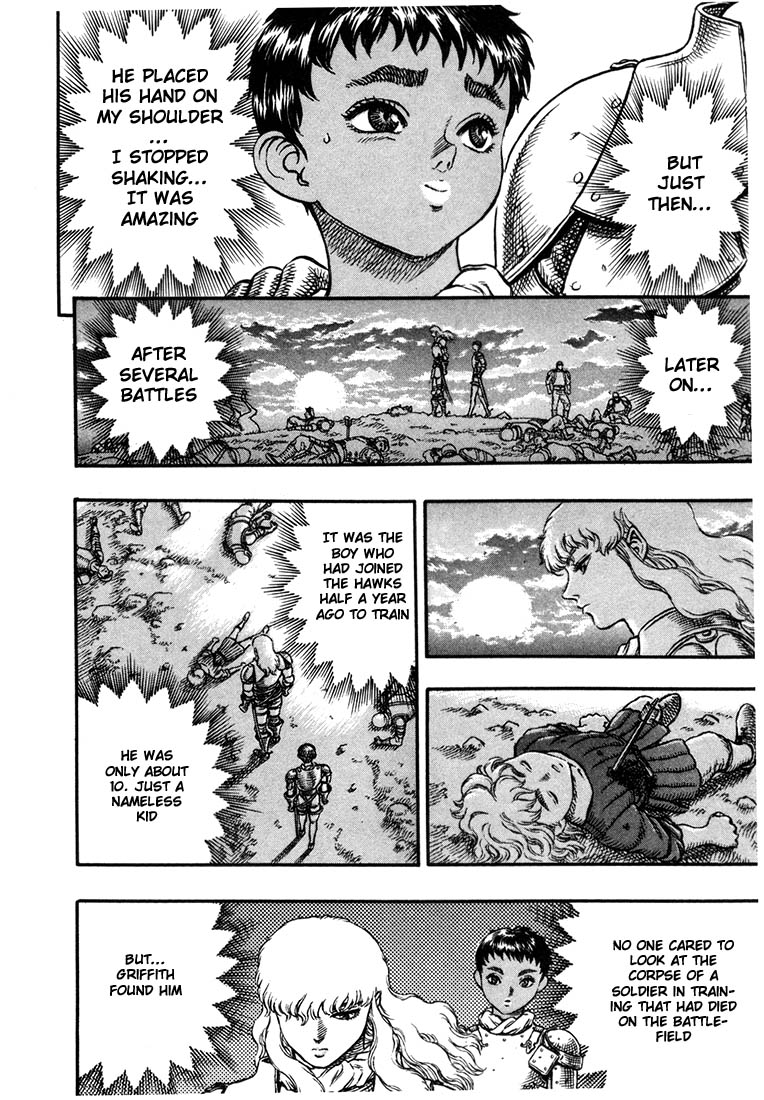 BUT
JUST
THEN...
HE PLACED
HIS HAND ON
MY SHOULDER
...
I STOPPED
SHAKING...
IT WAS
AMAZING
LATER
ON...
AFTER
SEVERAL
BATTLES
IT WAS THE
BOY WHO
HAD JOINED
THE HAWKS
HALF A YEAR
AGO TO TRAIN
HE WAS
ONLY ABOUT
10. JUST A
NAMELESS
KID
NO ONE CARED TO
LOOK AT THE
CORPSE OF A
SOLDIER IN TRAIN-
ING THAT HAD DIED
ON THE BATTLE-
FIELD
BUT...
GRIFFITH
FOUND HIM